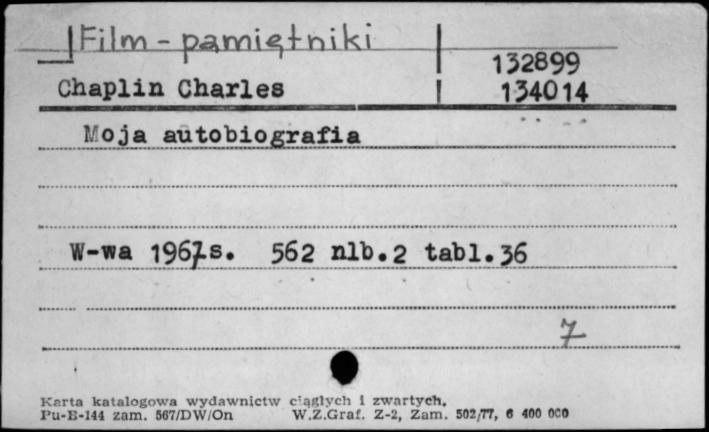 Film - pamiętniki
132899
Chaplin Charles 134014
Moja autobiografia
W-wa 1967 s. 562 nlb.2 tabl.36
7
Karta katalogowa wydawnictw ciągłych i zwartych.
Pu-E-144 zam. 567/DW/On W.Z.Graf. Z-2, Zam. 502/77, 6 400 000